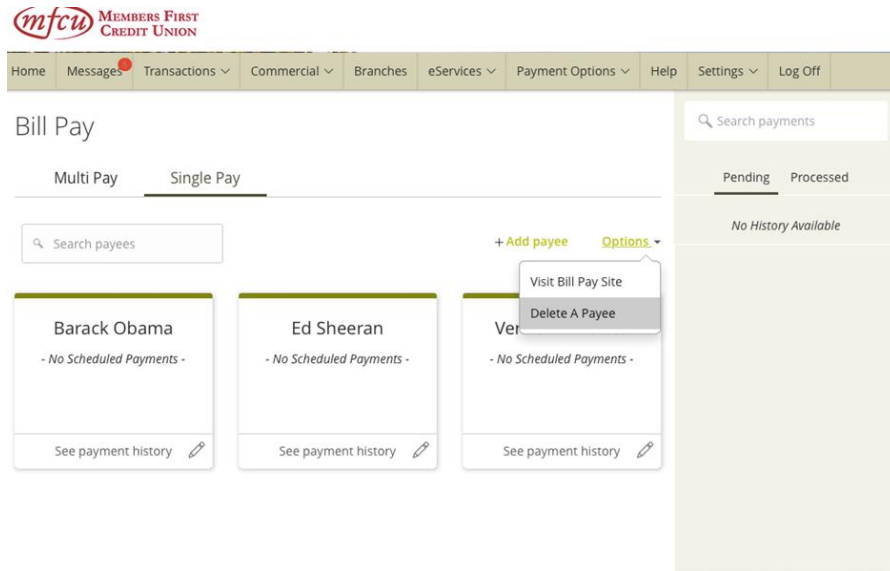 mfcu MEMBERS FIRST
CREDIT UNION
Home Messages Transactions Commercial Branches eServices Payment Options Help Settings Log Off
Bill Pay
Search payments
Multi Pay Single Pay
Pending Processed
No History Available
Search payees
+ Add payee Options
Visit Bill Pay Site
Delete A Payee
Barack Obama Ed Sheeran
- No Scheduled Payments - - No Scheduled Payments - - No Scheduled Payments -
See payment history See payment history See payment history